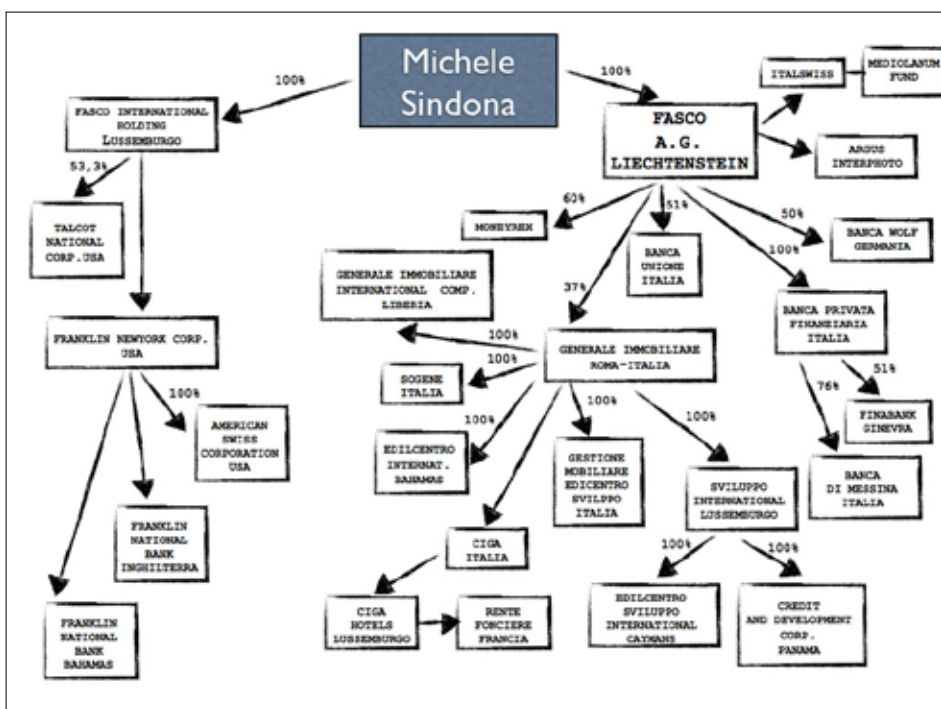 Michele
Sindona
100%
100%
FASCO INTERNATIONAL
HOLDING
LUSSEMBURGO
53,3%
TALCOT
NATIONAL
CORP.USA
FRANKLIN NEWYORK CORP.
USA
100%
AMERICAN
SWISS
CORPORATION
USA
FRANKLIN
NATIONAL
BANK
INGHILTERRA
FRANKLIN
NATIONAL
BANK
BAHAMAS
FASCO
A.G.
LIECHTENSTEIN
ITALSWISS
MEDIOLANUM
FUND
ARGUS
INTERPHOTO
60%
MONEYREX
51%
BANCA
UNIONE
ITALIA
50%
BANCA WOLF
GERMANIA
100%
BANCA PRIVATA
FINANZIARIA
ITALIA
51%
FINABANK
GINEVRA
76%
BANCA
DI MESSINA
ITALIA
37%
GENERALE IMMOBILIARE
ROMA-ITALIA
GENERALE IMMOBILIARE
INTERNATIONAL COMP.
LIBERIA
100%
100%
SOGENE
ITALIA
100%
EDILCENTRO
INTERNAT.
BAHAMAS
100%
GESTIONE
MOBILIARE
EDICENTRO
SVILPPO
ITALIA
100%
SVILUPPO
INTERNATIONAL
LUSSEMBURGO
CIGA
ITALIA
CIGA
HOTELS
LUSSEMBURGO
RENTE
FONCIERE
FRANCIA
100%
EDILCENTRO
SVILUPPO
INTERNATIONAL
CAYMANS
100%
CREDIT
AND DEVELOPMENT
CORP.
PANAMA